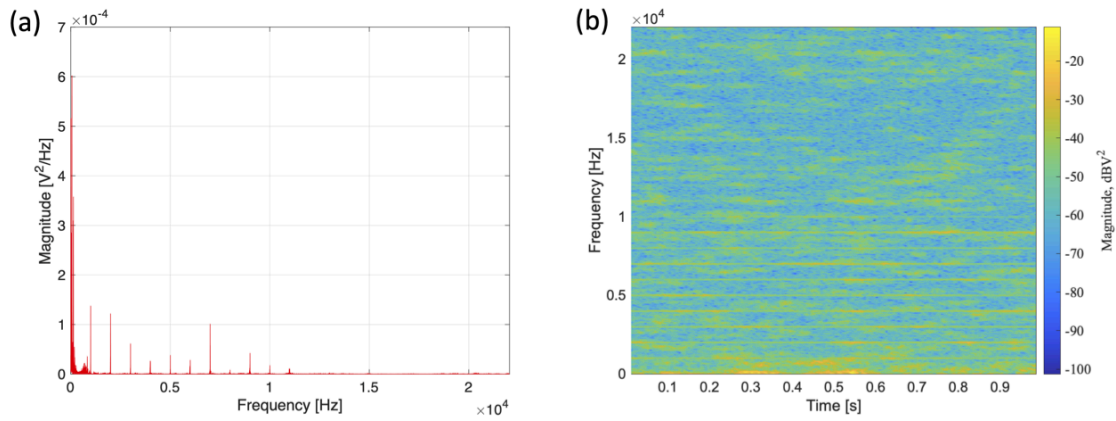 (a)
×10⁻⁴
7
6
5
4
3
2
1
0
Magnitude [V²/Hz]
0 0.5 1 1.5 2
×10⁴
Frequency [Hz]
(b)
×10⁴
2
1.5
1
0.5
0
Frequency [Hz]
0.1 0.2 0.3 0.4 0.5 0.6 0.7 0.8 0.9
Time [s]
-20
-30
-40
-50
-60
-70
-80
-90
-100
Magnitude, dBV²